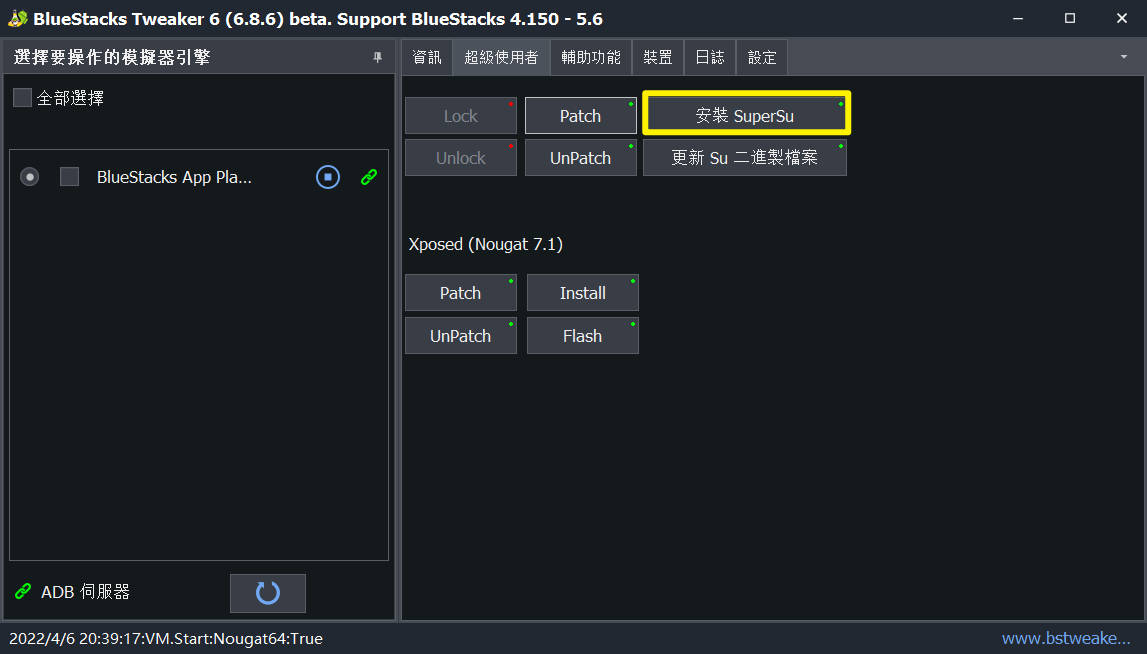 BlueStacks Tweaker 6 (6.8.6) beta. Support BlueStacks 4.150 - 5.6
選擇要操作的模擬器引擎
全部選擇
BlueStacks App Pla...
ADB 伺服器
資訊 超級使用者 輔助功能 裝置 日誌 設定
Lock Patch 安裝 SuperSu
Unlock UnPatch 更新 Su 二進製檔案
Xposed (Nougat 7.1)
Patch Install
UnPatch Flash
2022/4/6 20:39:17:VM.Start:Nougat64:True
www.bstweake...